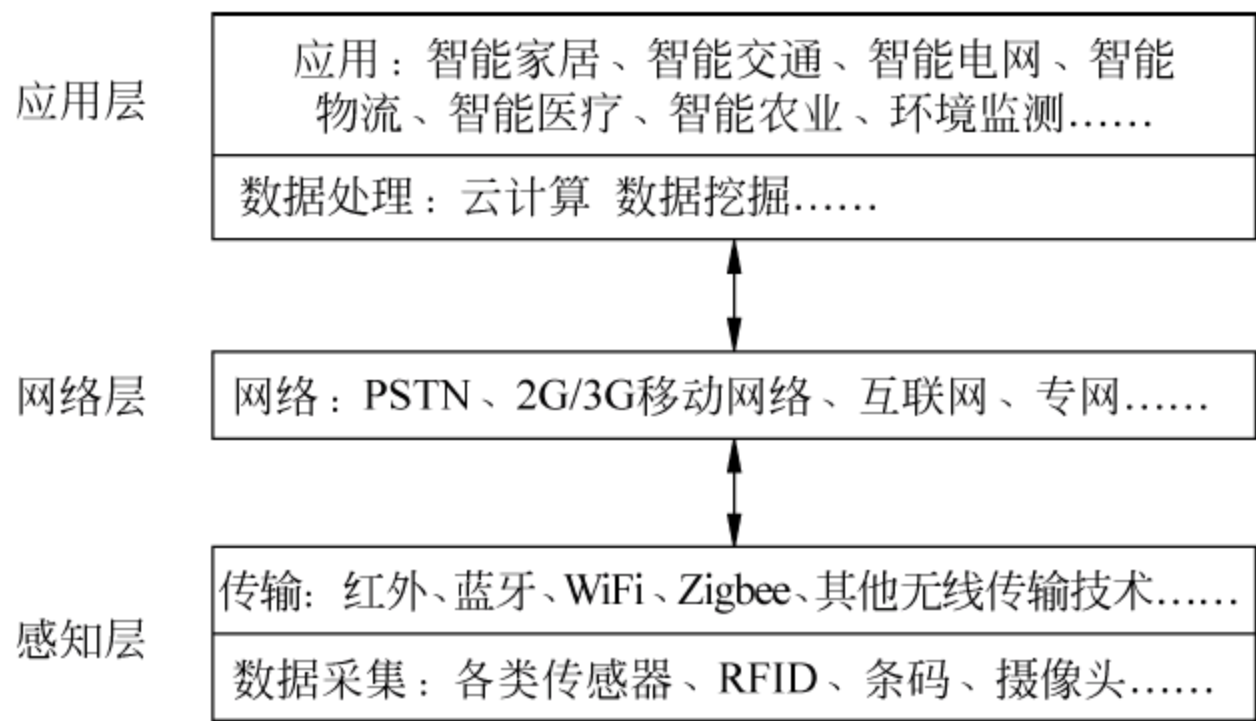 应用层
应用：智能家居、智能交通、智能电网、智能
物流、智能医疗、智能农业、环境监测……
数据处理：云计算 数据挖掘……
网络层
网络：PSTN、2G/3G移动网络、互联网、专网……
感知层
传输：红外、蓝牙、WiFi、Zigbee、其他无线传输技术……
数据采集：各类传感器、RFID、条码、摄像头……